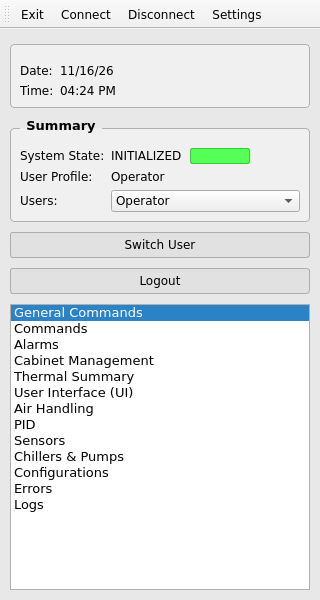 Exit Connect Disconnect Settings
Date: 11/16/26
Time: 04:24 PM
Summary
System State: INITIALIZED
User Profile: Operator
Users: Operator
Switch User
Logout
General Commands
Commands
Alarms
Cabinet Management
Thermal Summary
User Interface (UI)
Air Handling
PID
Sensors
Chillers & Pumps
Configurations
Errors
Logs